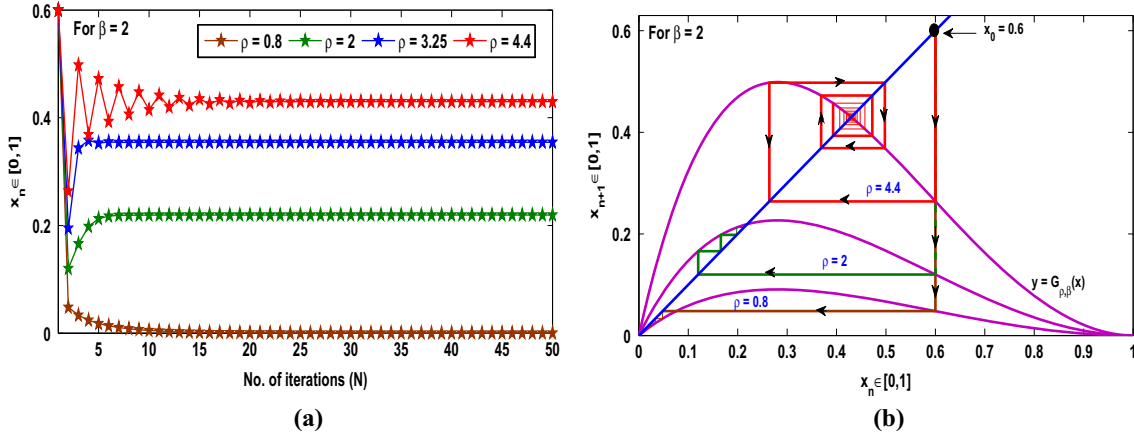 For β = 2
ρ = 0.8 ρ = 2 ρ = 3.25 ρ = 4.4
0.6
0.4
0.2
0
x_n ∈ [0, 1]
5 10 15 20 25 30 35 40 45 50
No. of iterations (N)
(a)
For β = 2
x_0 = 0.6
0.6
0.4
0.2
0
x_{n+1} ∈ [0,1]
ρ = 4.4
ρ = 2
ρ = 0.8
y = G_{ρ,β}(x)
0 0.1 0.2 0.3 0.4 0.5 0.6 0.7 0.8 0.9 1
x_n ∈ [0,1]
(b)